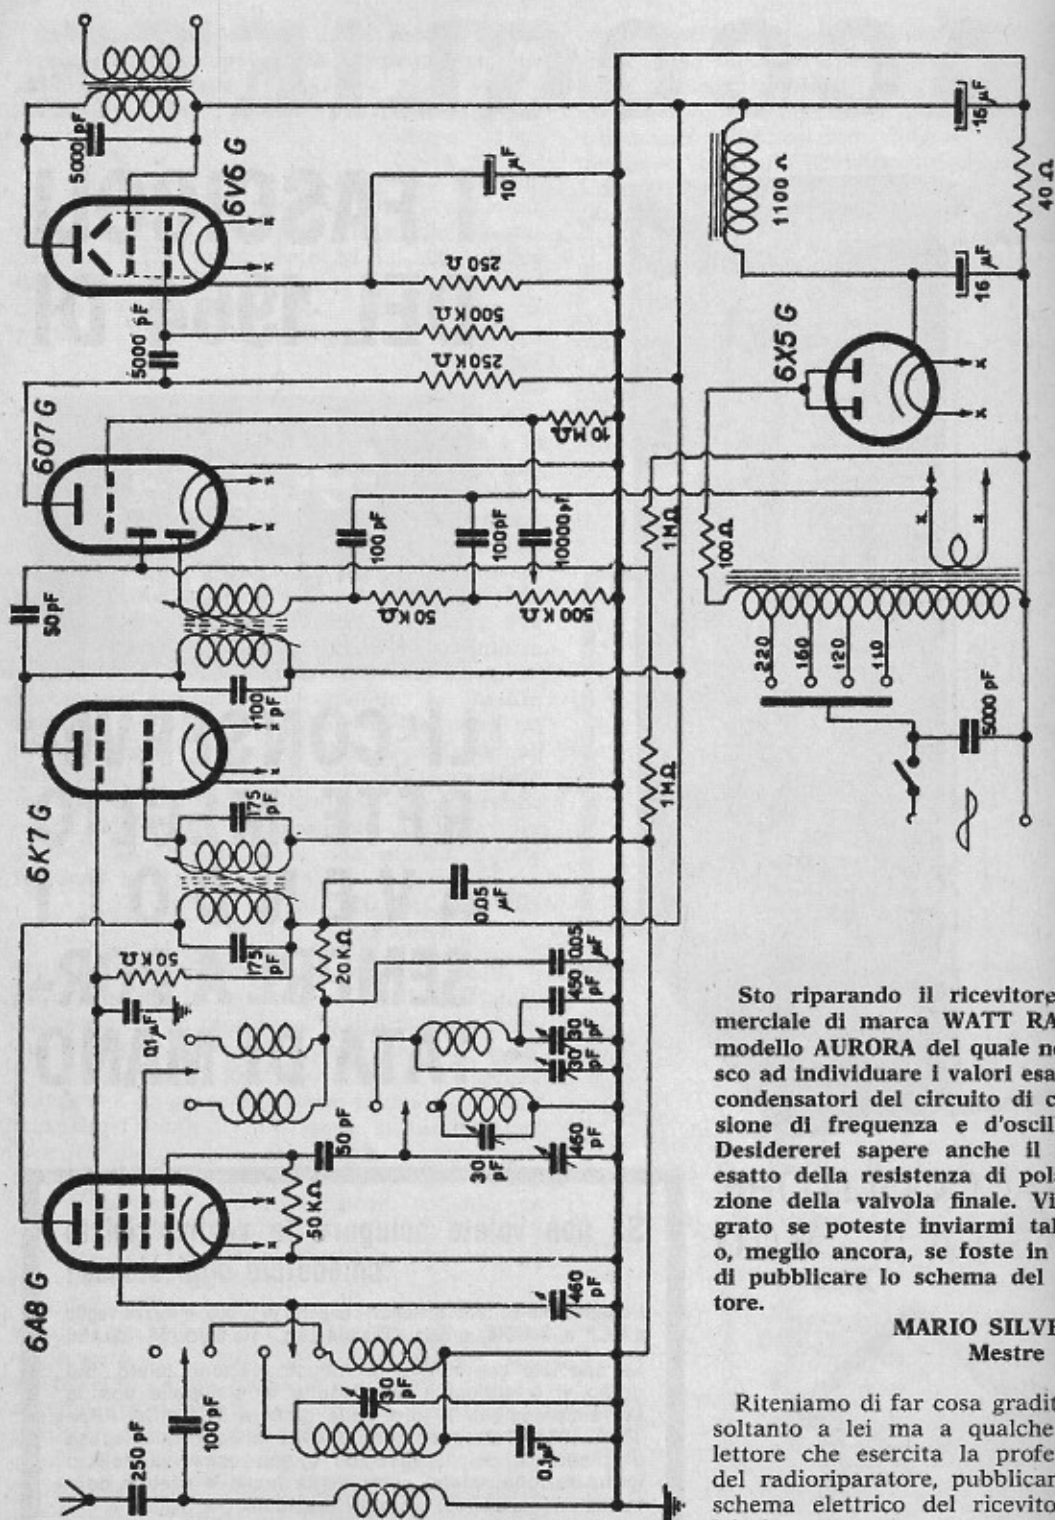 6A8 G
6K7 G
607 G
6V6 G
6X5 G
250 pF
100 pF
30 pF
0.1 µF
460 pF
50 KΩ
50 pF
30 pF
460 pF
30
30 pF
450 pF
0.05 µF
0.1 µF
50 KΩ
175 pF
20 KΩ
0.05 µF
175 pF
100 pF
50 pF
1 MΩ
1 MΩ
100 pF
50 KΩ
100 pF
500 KΩ
10000 pF
10 MΩ
5000 pF
250 KΩ
500 KΩ
250 Ω
10 µF
5000 pF
1100 Ω
16 µF
16 µF
40 Ω
100 Ω
220
160
120
110
5000 pF
x
x
x
x
x
x
x
x
x
x
x
x
Sto riparando il ricevitore
merciale di marca WATT RA
modello AURORA del quale no
sco ad individuare i valori esa
condensatori del circuito di c
sione di frequenza e d'oscil
Desidererei sapere anche il
esatto della resistenza di pola
zione della valvola finale. Vi
grato se poteste inviarmi tal
o, meglio ancora, se foste in
di pubblicare lo schema del
tore.
MARIO SILVE
Mestre
Riteniamo di far cosa gradit
soltanto a lei ma a qualche
lettore che esercita la profe
del radioriparatore, pubblicar
schema elettrico del ricevito